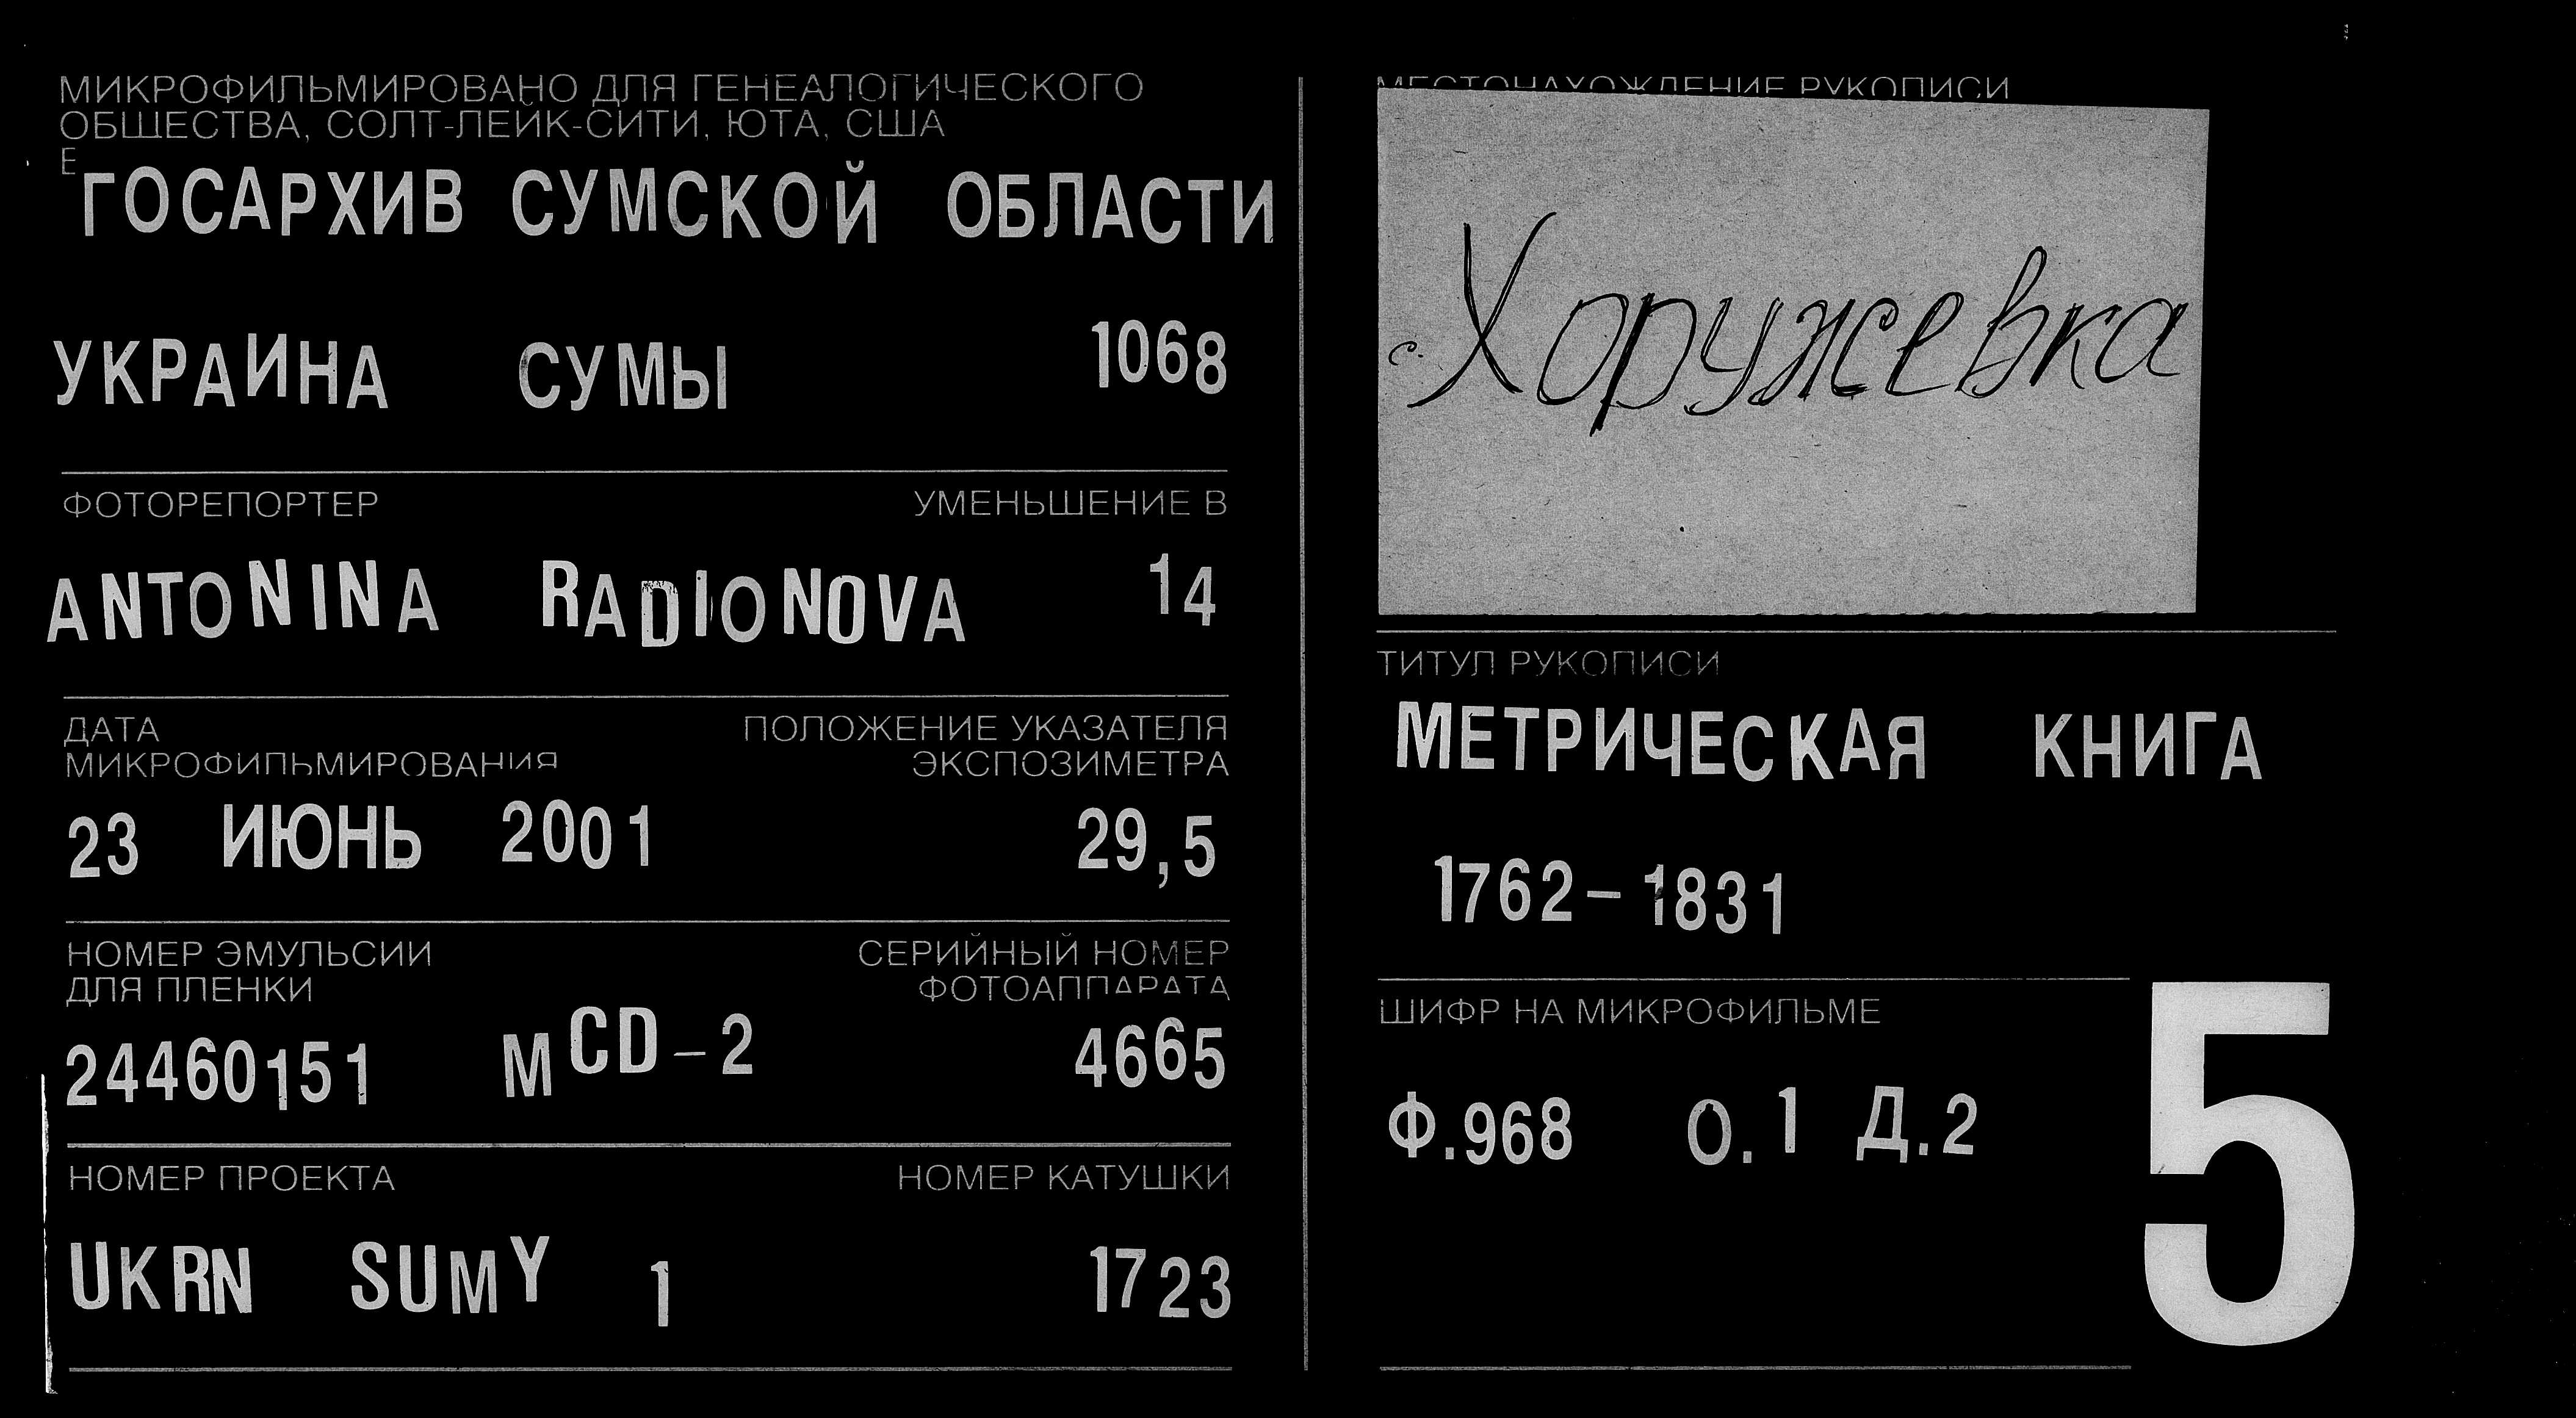 МИКРОФИЛЬМИРОВАНО ДЛЯ ГЕНЕАЛОГИЧЕСКОГО
ОБЩЕСТВА, СОЛТ-ЛЕЙК-СИТИ, ЮТА, США
Е
ГОСАРХИВ СУМСКОЙ ОБЛАСТИ
УКРАИНА СУМЫ 1068
ФОТОРЕПОРТЕР УМЕНЬШЕНИЕ В
ANTONINA RADIONOVA 14
ДАТА ПОЛОЖЕНИЕ УКАЗАТЕЛЯ
МИКРОФИЛЬМИРОВАНИЯ ЭКСПОЗИМЕТРА
23 ИЮНЬ 2001 29,5
НОМЕР ЭМУЛЬСИИ СЕРИЙНЫЙ НОМЕР
ДЛЯ ПЛЕНКИ ФОТОАППАРАТА
24460151 MCD-2 4665
НОМЕР ПРОЕКТА НОМЕР КАТУШКИ
UKRN SUMY 1 1723
МЕСТОНАХОЖДЕНИЕ РУКОПИСИ
с. Хоружевка
ТИТУЛ РУКОПИСИ
МЕТРИЧЕСКАЯ КНИГА
1762-1831
ШИФР НА МИКРОФИЛЬМЕ
Ф.968 О.1 Д.2
5